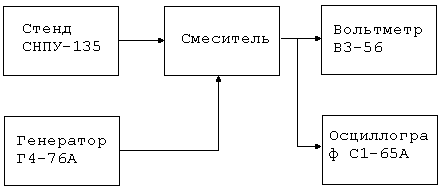 Стенд
СНПУ-135
Смеситель
Вольтметр
В3-56
Генератор
Г4-76А
Осциллогра
ф С1-65А